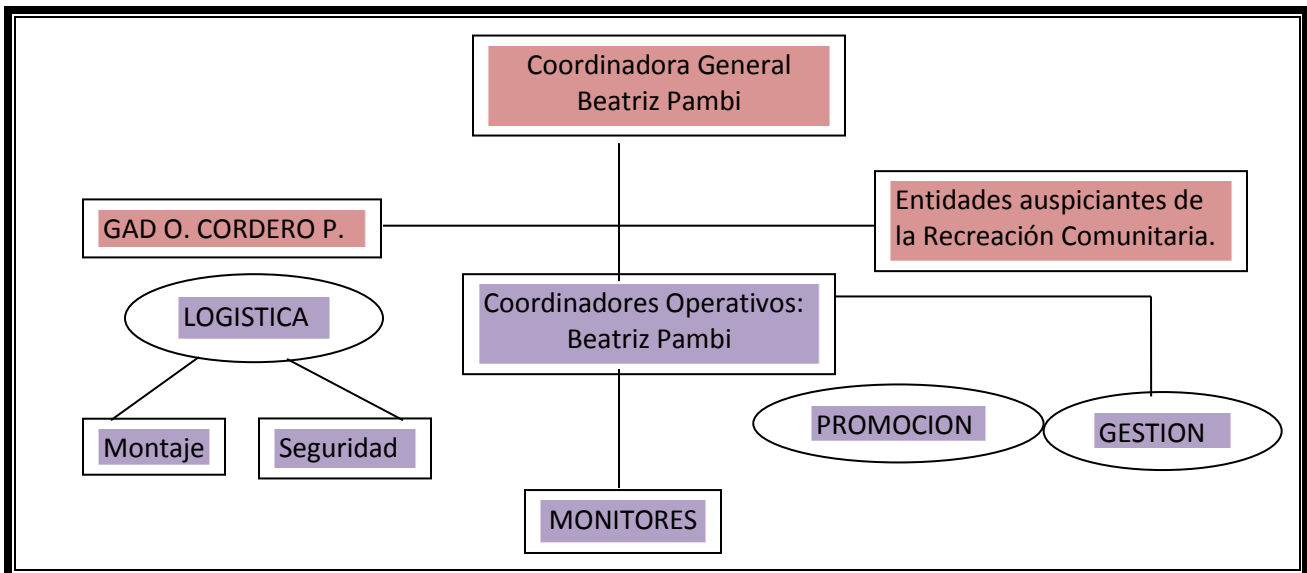 Coordinadora General
Beatriz Pambi
GAD O. CORDERO P.
Entidades auspiciantes de
la Recreación Comunitaria.
LOGISTICA
Coordinadores Operativos:
Beatriz Pambi
Montaje
Seguridad
PROMOCION
GESTION
MONITORES